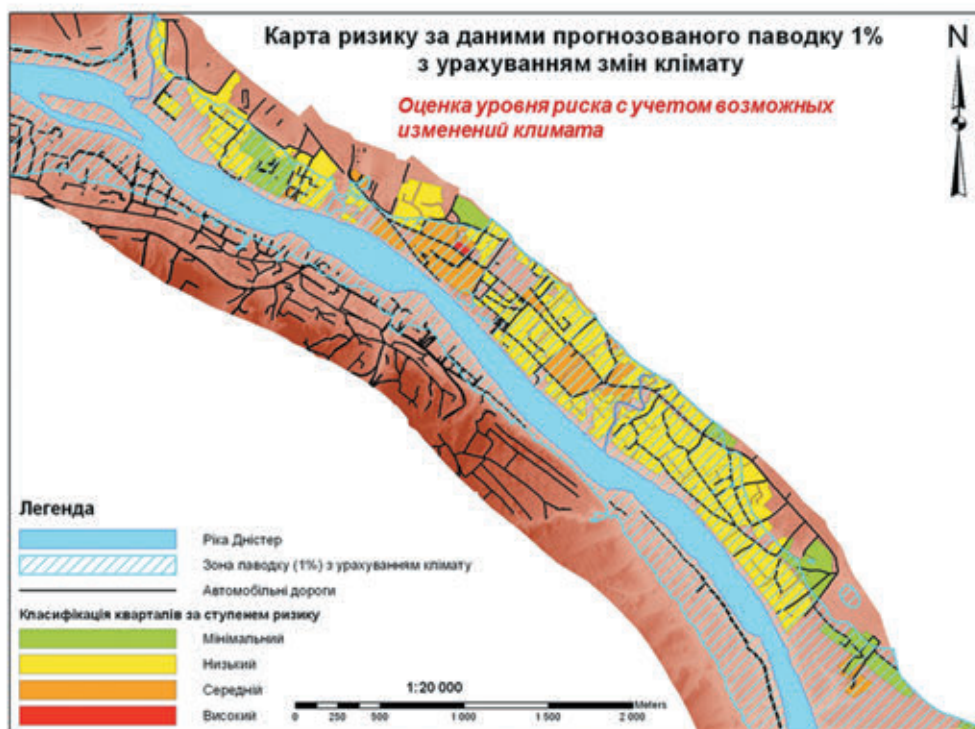 Карта ризику за даними прогнозованого паводку 1%
з урахуванням змін клімату
N
Оценка уровня риска с учетом возможных
изменений климата
Легенда
Ріка Дністер
Зона паводку (1%) з урахуванням клімату
Автомобільні дороги
Класифікація кварталів за ступенем ризику
Мінімальний
Низький
Середній
Високий
1:20 000
0 250 500 1 000 1 500 2 000 Meters